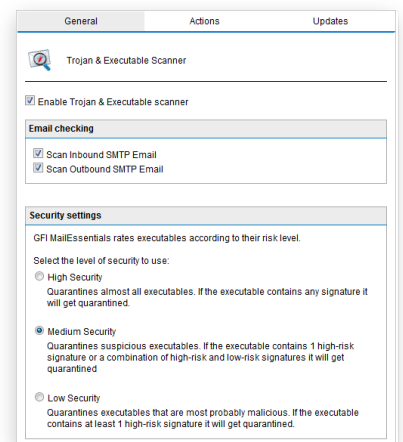 General Actions Updates
Trojan & Executable Scanner
Enable Trojan & Executable scanner
Email checking
Scan Inbound SMTP Email
Scan Outbound SMTP Email
Security settings
GFI MailEssentials rates executables according to their risk level.
Select the level of security to use:
High Security
Quarantines almost all executables. If the executable contains any signature it
will get quarantined.
Medium Security
Quarantines suspicious executables. If the executable contains 1 high-risk
signature or a combination of high-risk and low-risk signatures it will get
quarantined
Low Security
Quarantines executables that are most probably malicious. If the executable
contains at least 1 high-risk signature it will get quarantined.